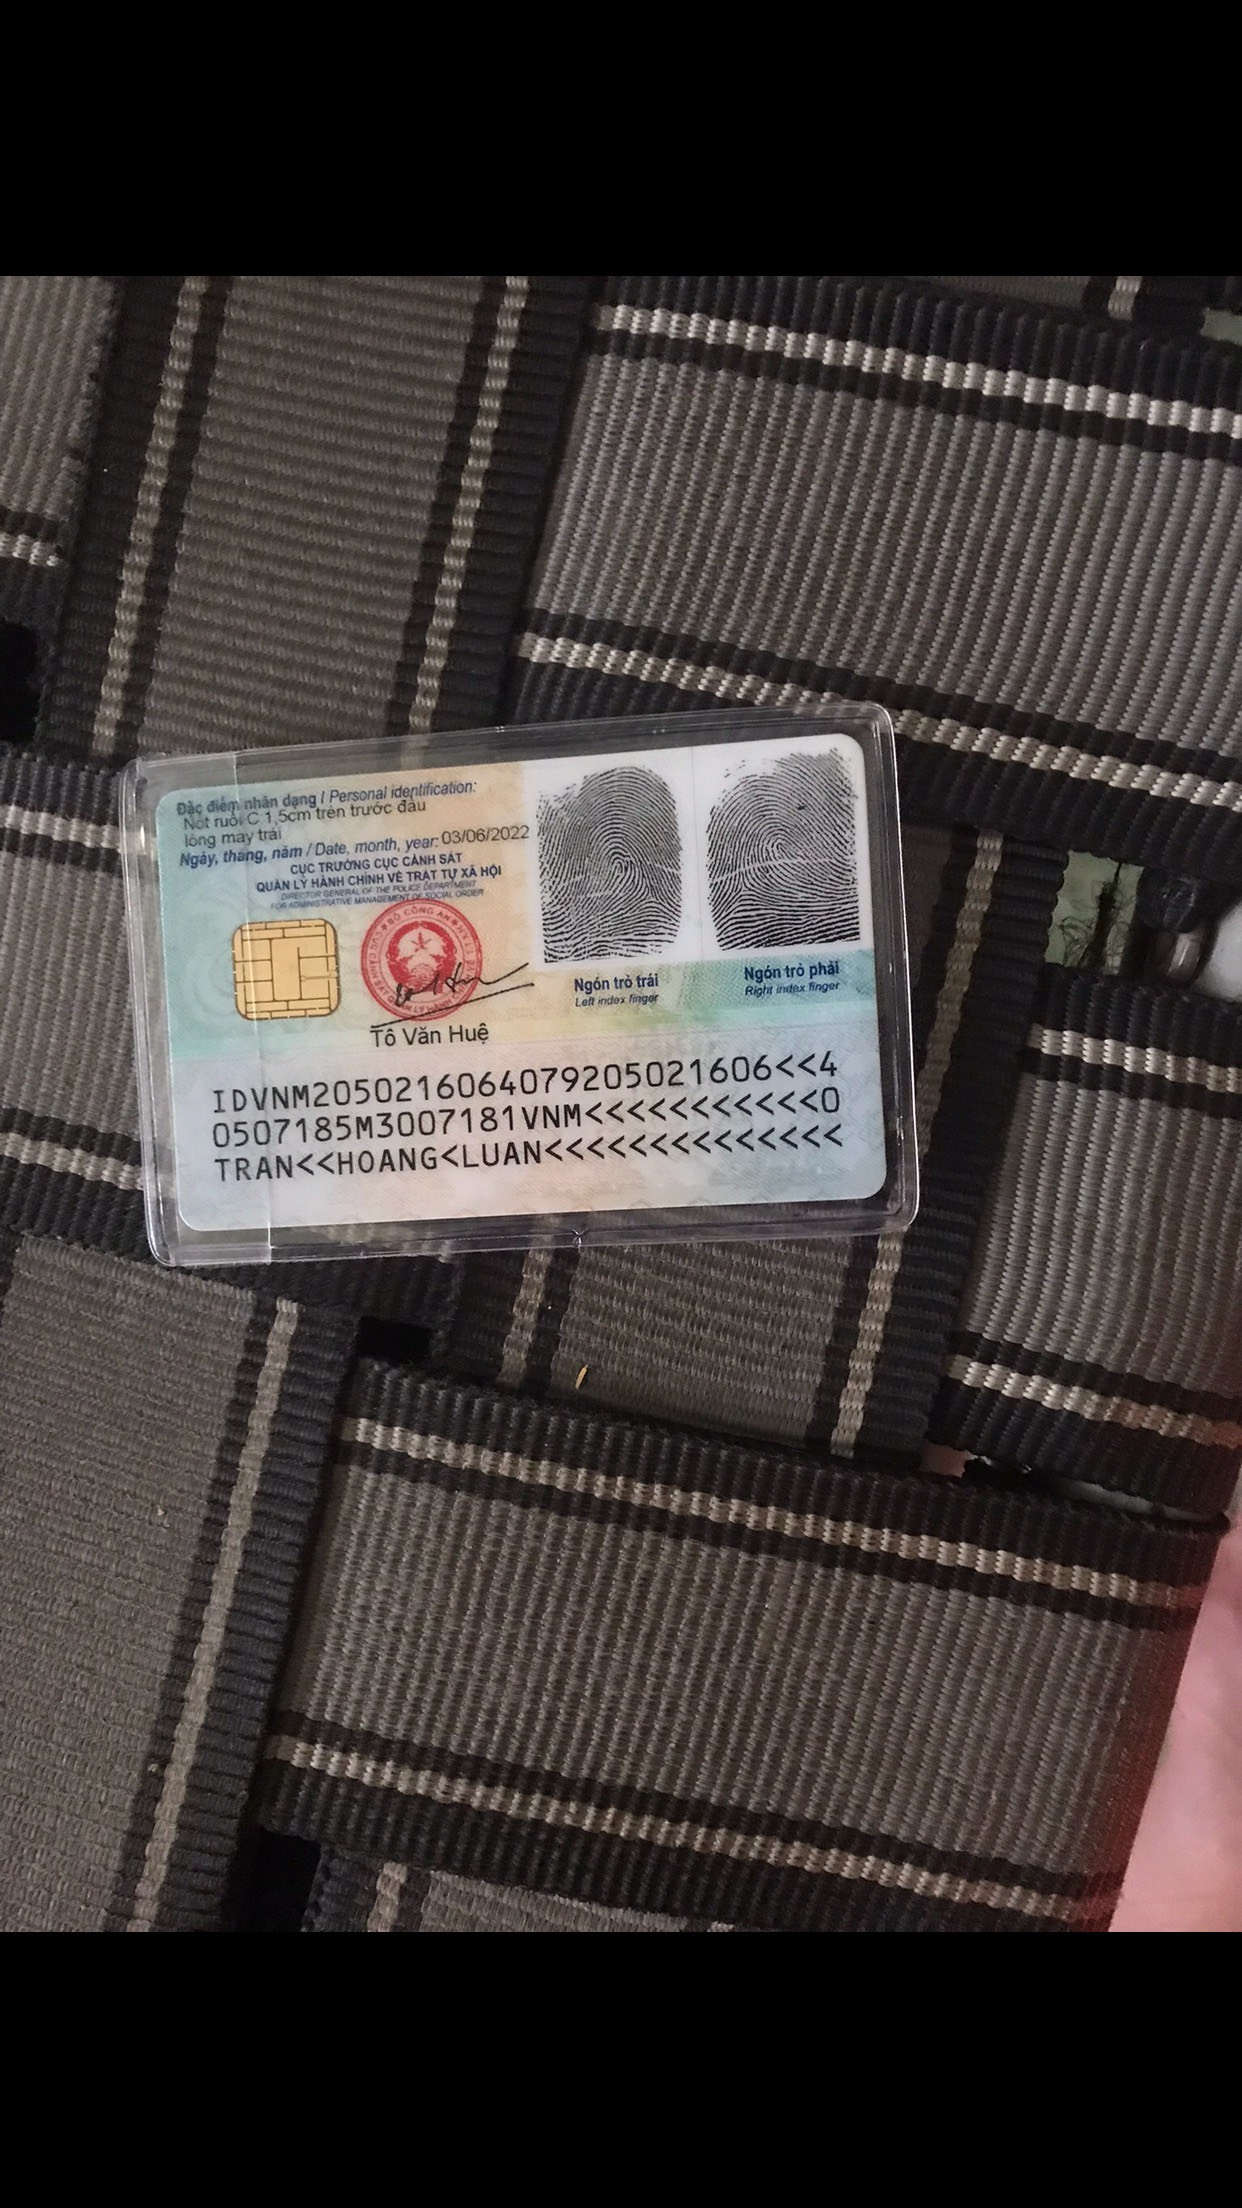 Đặc điểm nhân dạng / Personal identification:
Nốt ruồi C 1,5cm trên trước đầu
lông mày trái
Ngày, tháng, năm / Date, month, year: 03/06/2022
CỤC TRƯỞNG CỤC CẢNH SÁT
QUẢN LÝ HÀNH CHÍNH VỀ TRẬT TỰ XÃ HỘI
DIRECTOR GENERAL OF THE POLICE DEPARTMENT
FOR ADMINISTRATIVE MANAGEMENT OF SOCIAL ORDER
BỘ CÔNG AN
Tô Văn Huệ
Ngón trỏ trái
Left index finger
Ngón trỏ phải
Right index finger
IDVNM2050216064079205021606<<4
0507185M3007181VNM<<<<<<<<<<<0
TRAN<<HOANG<LUAN<<<<<<<<<<<<<<